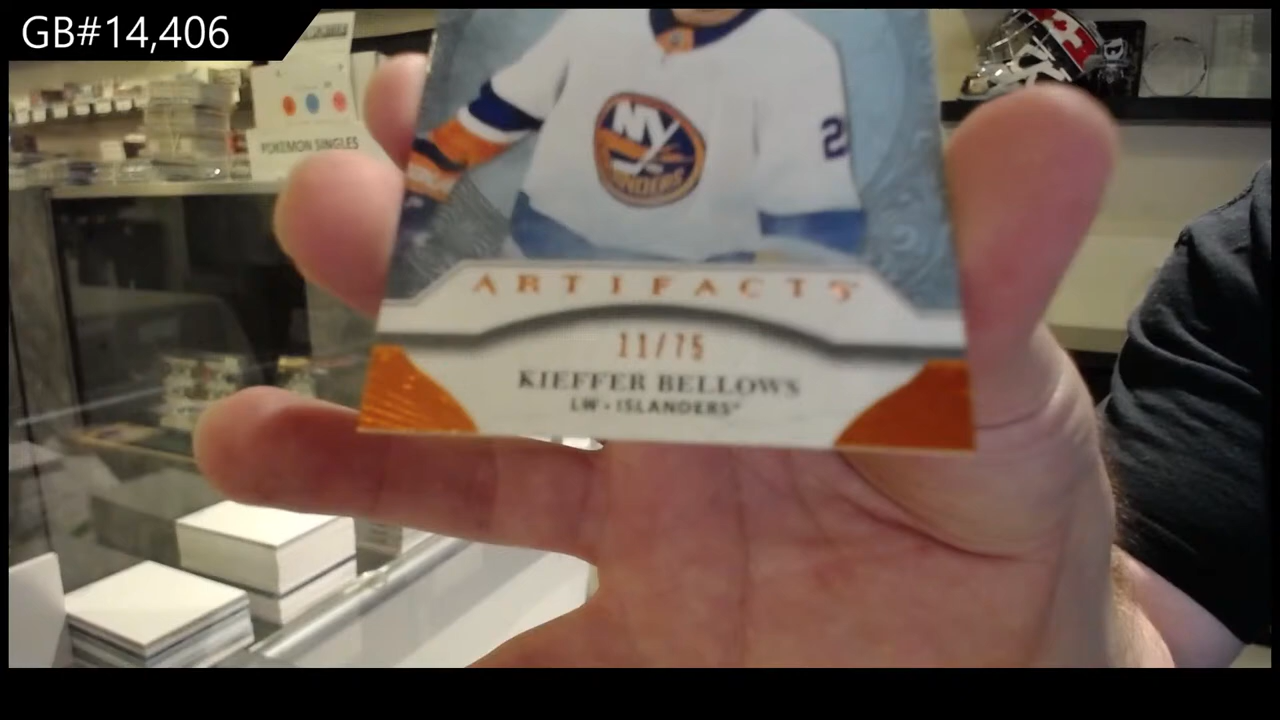 GB#14,406
POKEMON SINGLES
NY
ISLANDERS
2
ARTIFACTS
11/75
KIEFFER BELLOWS
LW - ISLANDERS